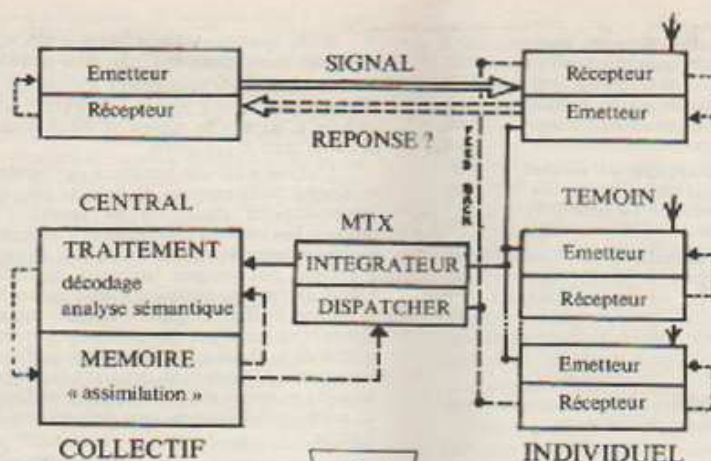 Emetteur
Récepteur
SIGNAL
REPONSE ?
Récepteur
Emetteur
CENTRAL
TRAITEMENT
décodage
analyse sémantique
MEMOIRE
« assimilation »
COLLECTIF
MTX
INTEGRATEUR
DISPATCHER
TEMOIN
Emetteur
Récepteur
Emetteur
Récepteur
INDIVIDUEL